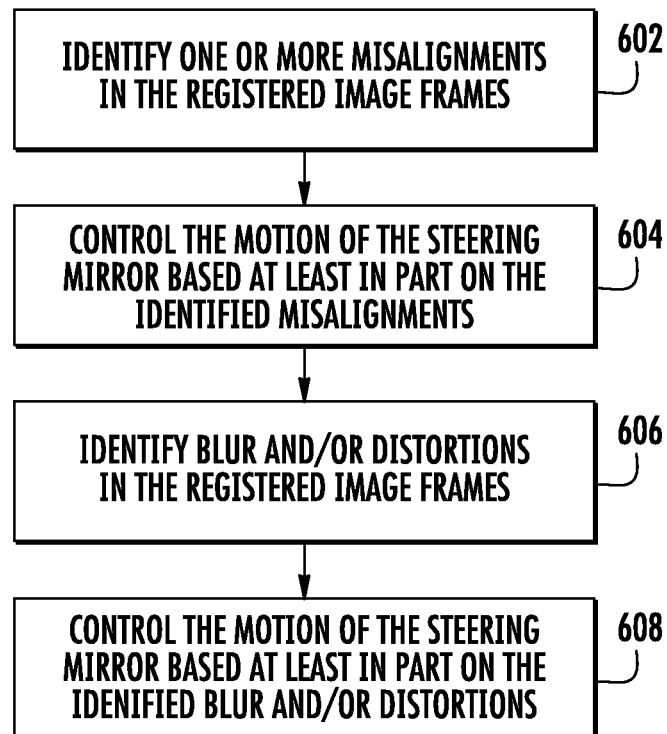 IDENTIFY ONE OR MORE MISALIGNMENTS
IN THE REGISTERED IMAGE FRAMES
602
CONTROL THE MOTION OF THE STEERING
MIRROR BASED AT LEAST IN PART ON THE
IDENTIFIED MISALIGNMENTS
604
IDENTIFY BLUR AND/OR DISTORTIONS
IN THE REGISTERED IMAGE FRAMES
606
CONTROL THE MOTION OF THE STEERING
MIRROR BASED AT LEAST IN PART ON THE
IDENIFIED BLUR AND/OR DISTORTIONS
608